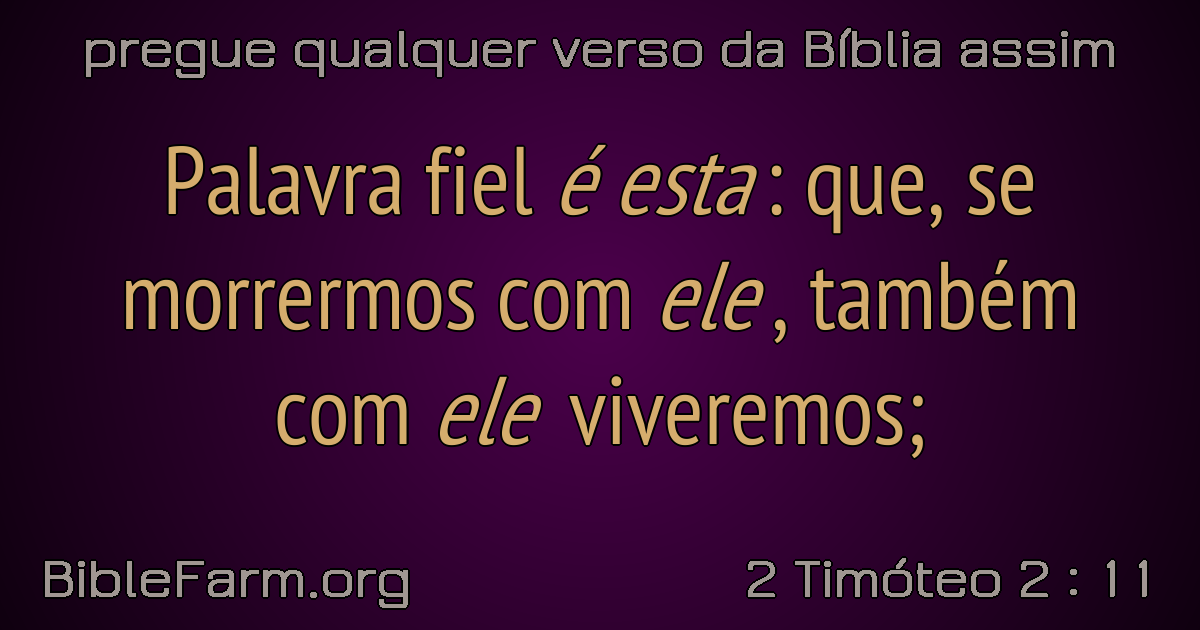 pregue qualquer verso da Bíblia assim
Palavra fiel é esta: que, se
morrermos com ele, também
com ele viveremos;
BibleFarm.org
2 Timóteo 2 : 11